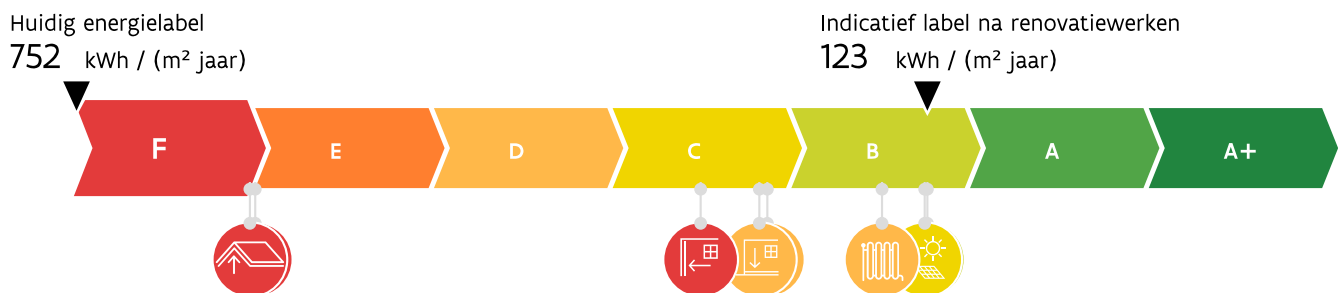 Huidig energielabel
752 kWh / (m² jaar)
Indicatief label na renovatiewerken
123 kWh / (m² jaar)
F E D C B A A+